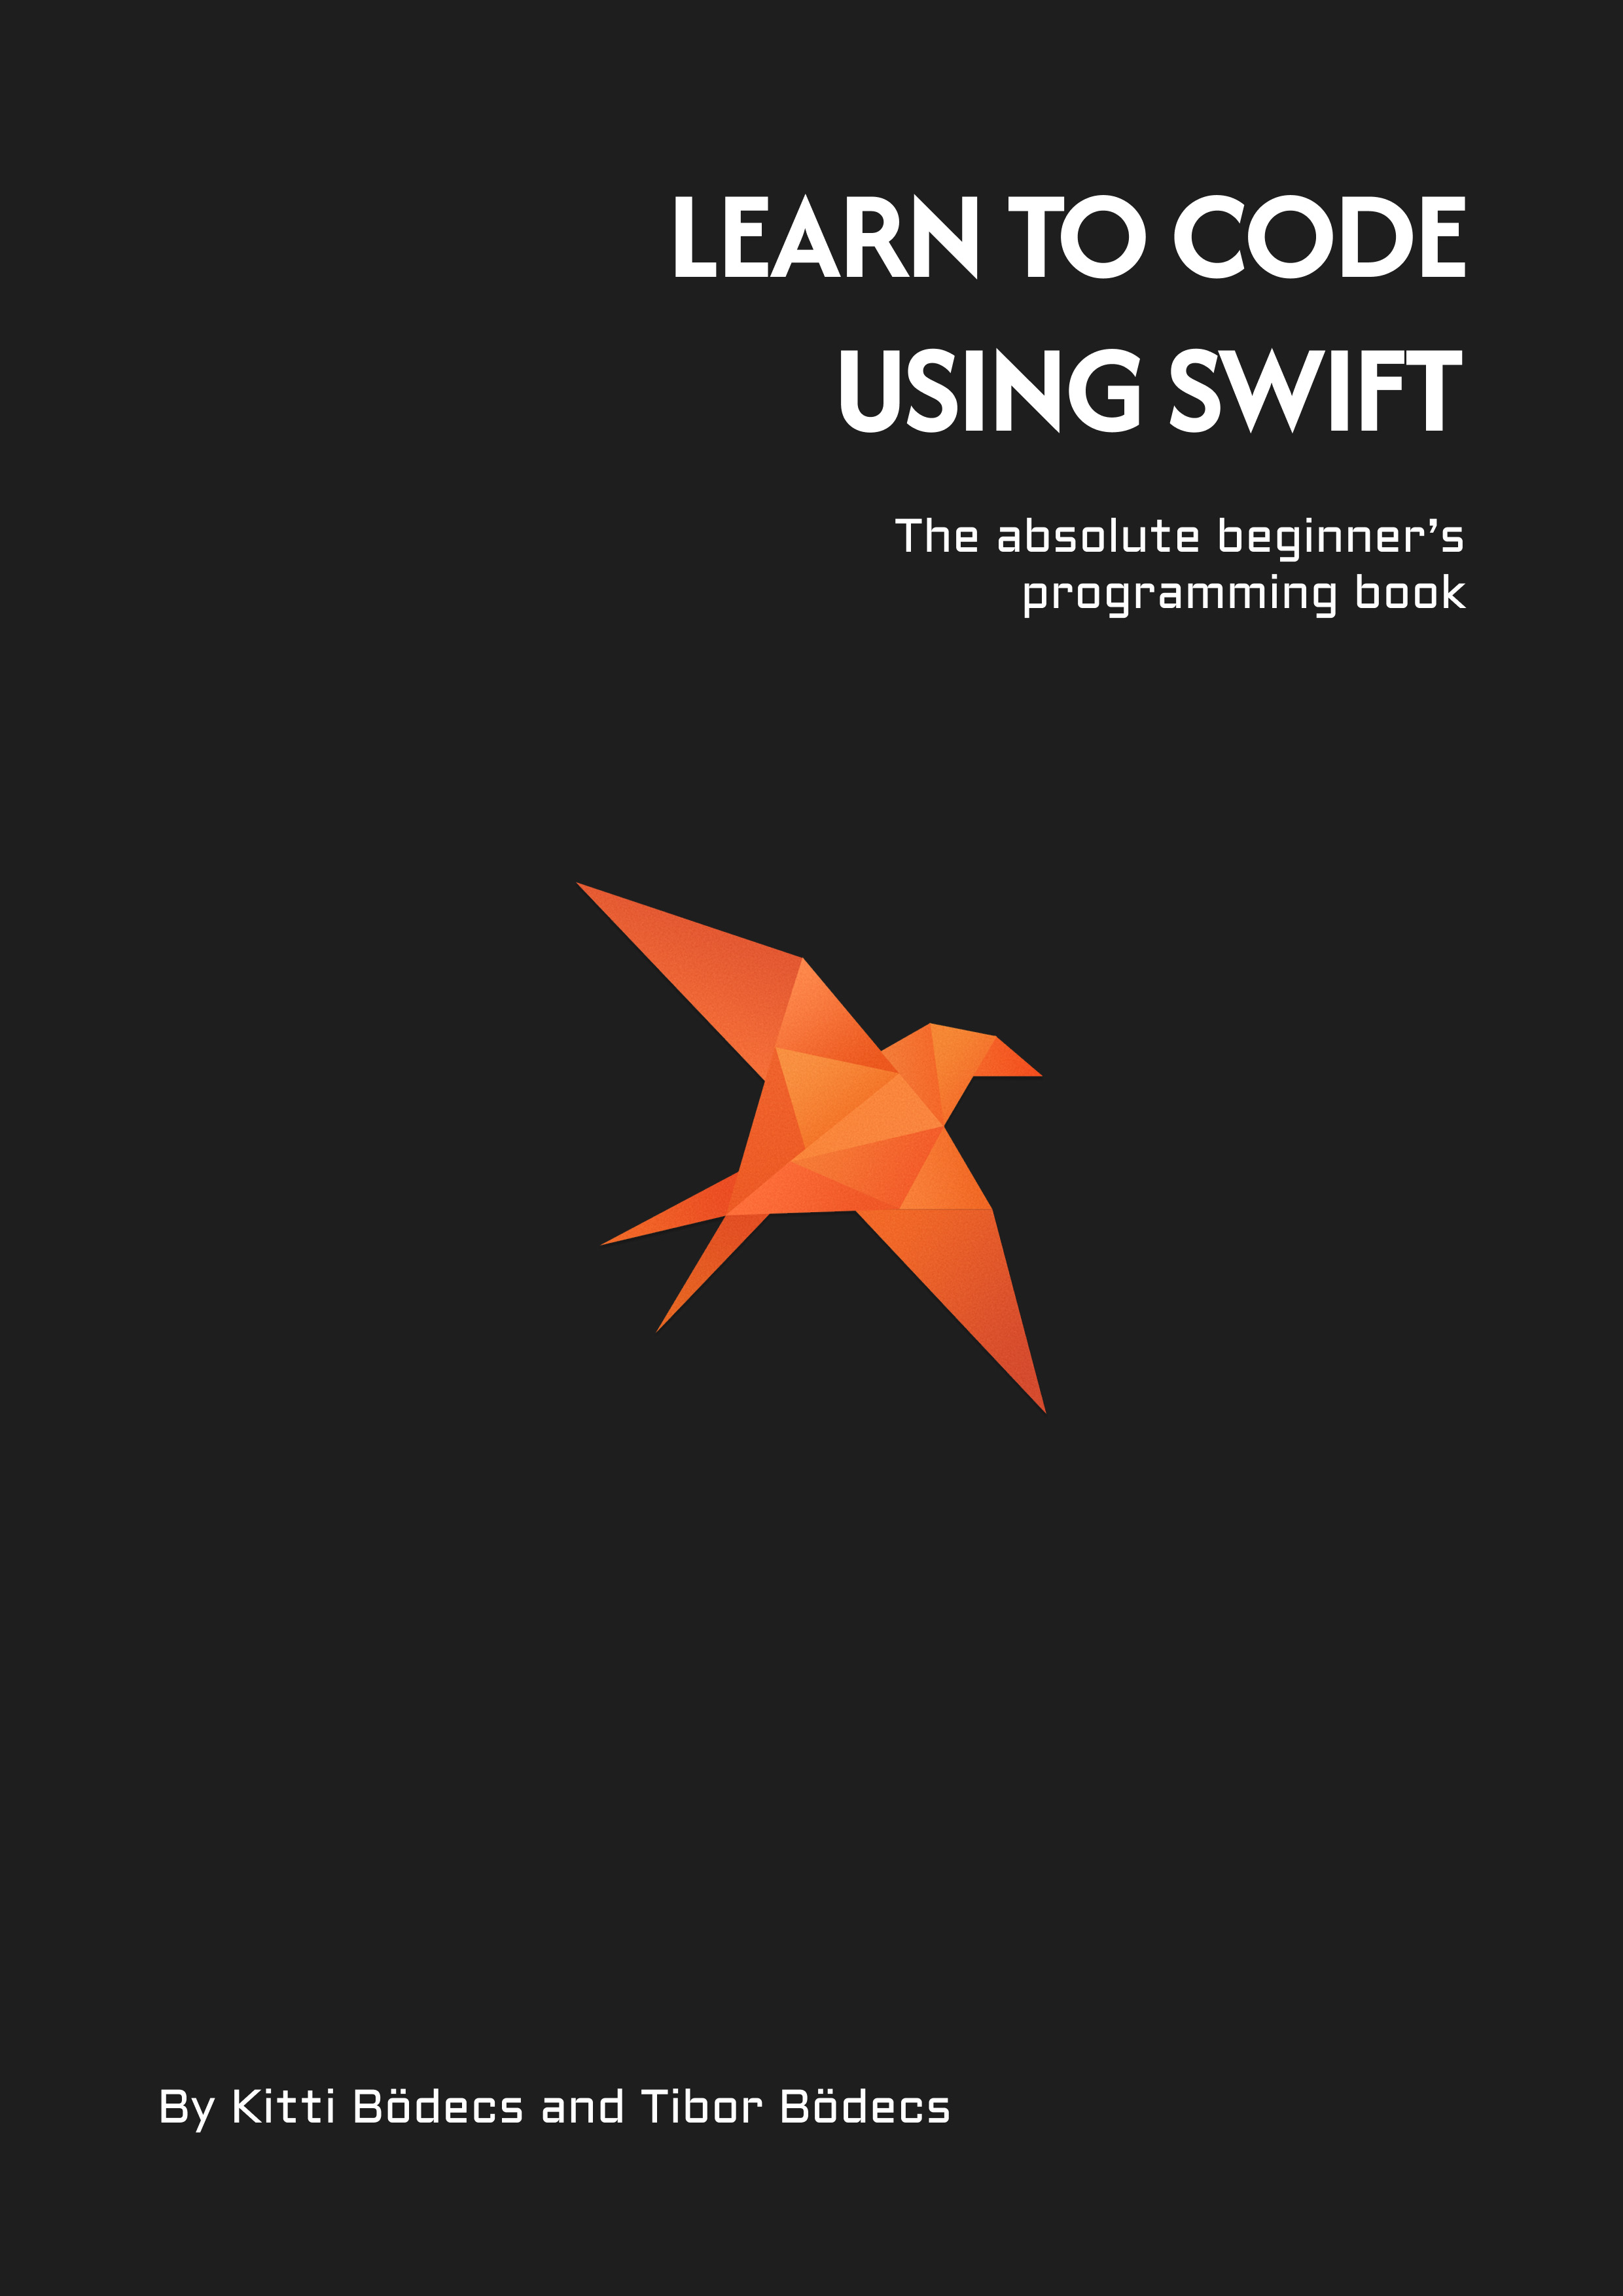 LEARN TO CODE
USING SWIFT
The absolute beginner’s
programming book
By Kitti Bödecs and Tibor Bödecs